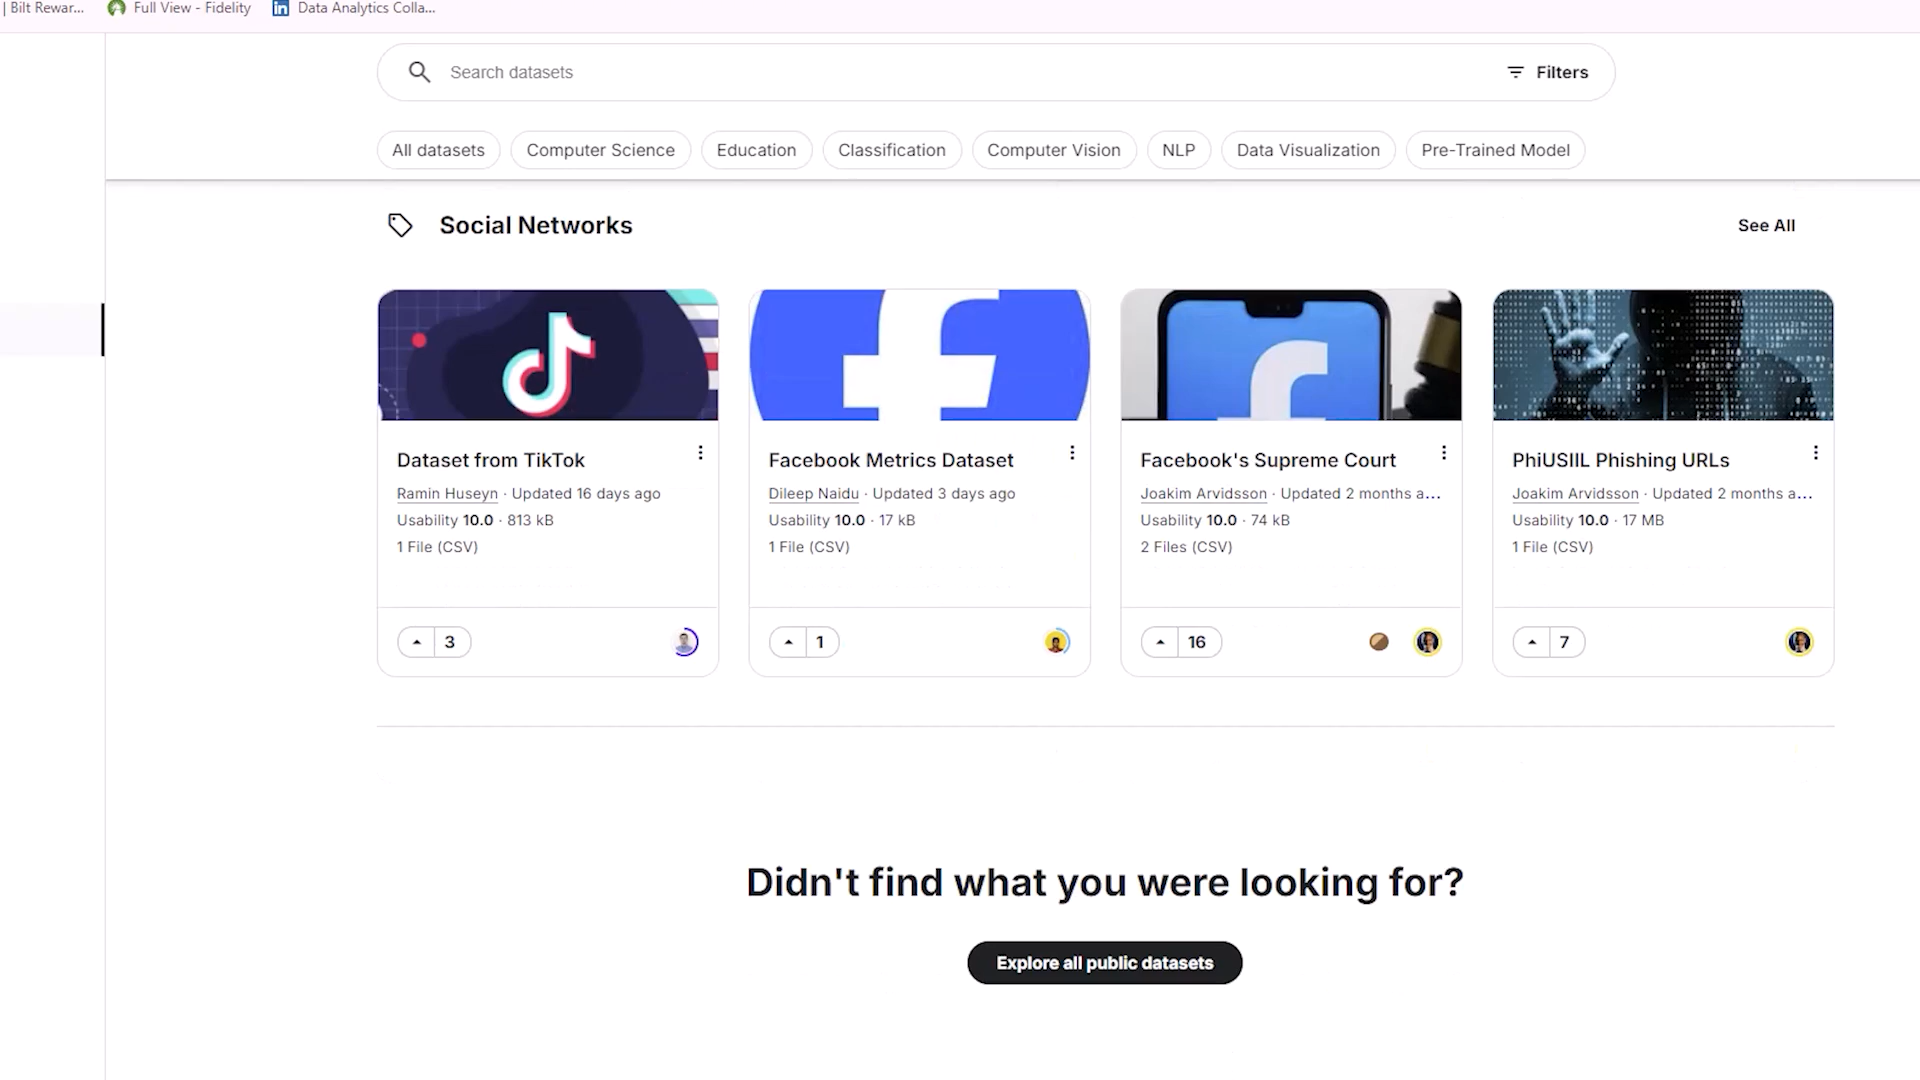 | Bilt Rewar... Full View - Fidelity Data Analytics Colla...
Search datasets Filters
All datasets Computer Science Education Classification Computer Vision NLP Data Visualization Pre-Trained Model
Social Networks See All
Dataset from TikTok
Ramin Huseyn · Updated 16 days ago
Usability 10.0 · 813 kB
1 File (CSV)
3
Facebook Metrics Dataset
Dileep Naidu · Updated 3 days ago
Usability 10.0 · 17 kB
1 File (CSV)
1
Facebook's Supreme Court
Joakim Arvidsson · Updated 2 months a...
Usability 10.0 · 74 kB
2 Files (CSV)
16
PhiUSIIL Phishing URLs
Joakim Arvidsson · Updated 2 months a...
Usability 10.0 · 17 MB
1 File (CSV)
7
Didn't find what you were looking for?
Explore all public datasets